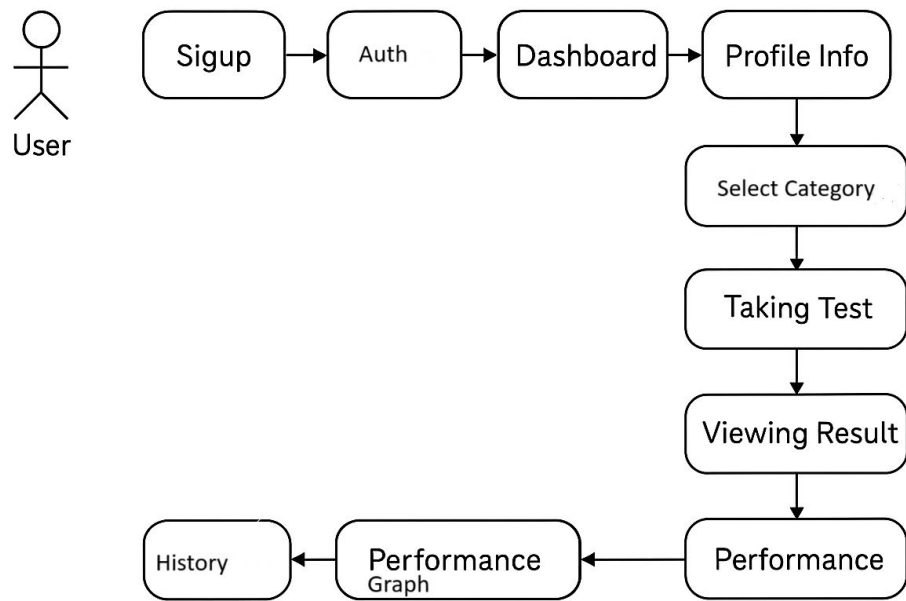 Sigup
Auth
Dashboard
Profile Info
User
Select Category
Taking Test
Viewing Result
Performance
Performance
Graph
History